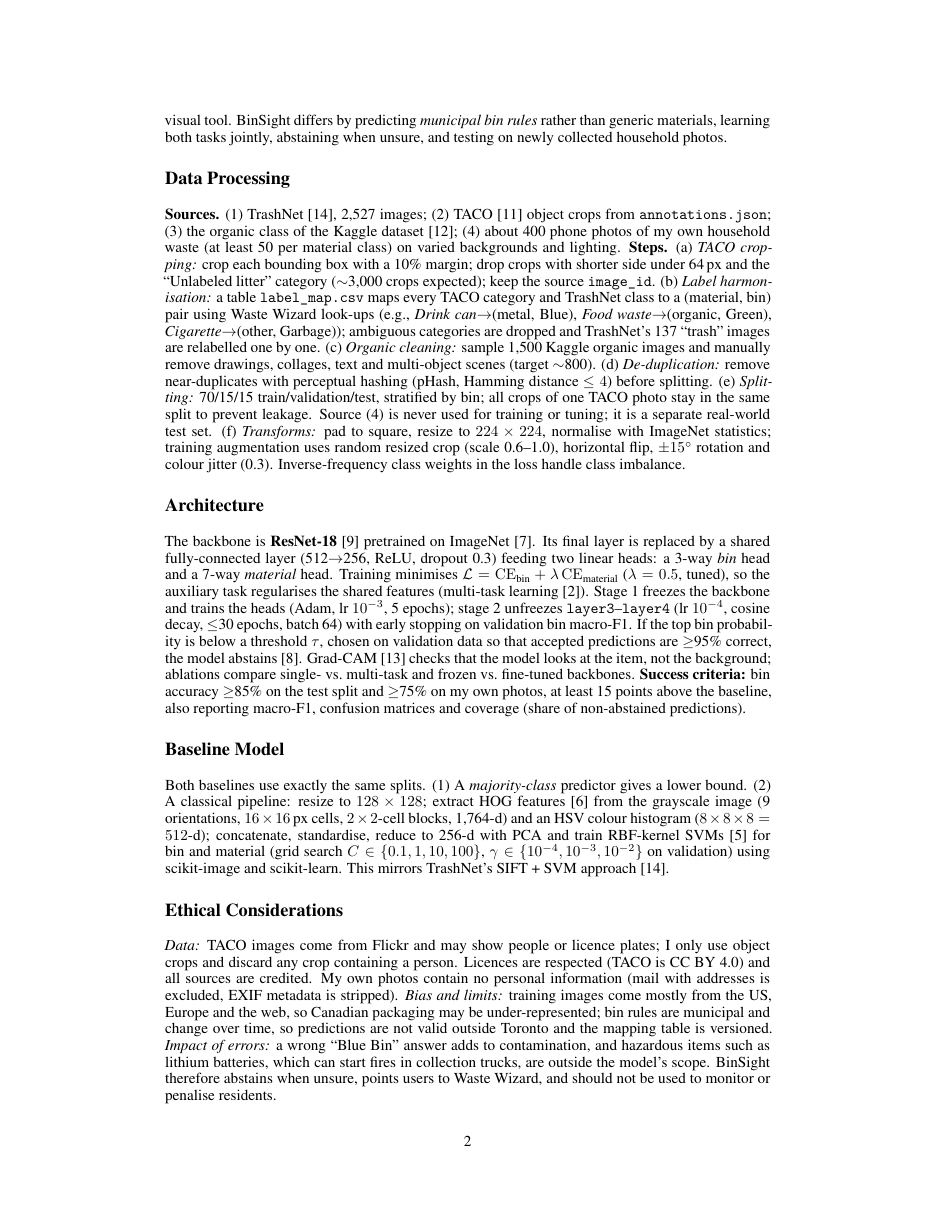 visual tool. BinSight differs by predicting municipal bin rules rather than generic materials, learning
both tasks jointly, abstaining when unsure, and testing on newly collected household photos.
Data Processing
Sources. (1) TrashNet [14], 2,527 images; (2) TACO [11] object crops from annotations.json;
(3) the organic class of the Kaggle dataset [12]; (4) about 400 phone photos of my own household
waste (at least 50 per material class) on varied backgrounds and lighting. Steps. (a) TACO crop-
ping: crop each bounding box with a 10% margin; drop crops with shorter side under 64 px and the
“Unlabeled litter” category (∼3,000 crops expected); keep the source image_id. (b) Label harmon-
isation: a table label_map.csv maps every TACO category and TrashNet class to a (material, bin)
pair using Waste Wizard look-ups (e.g., Drink can→(metal, Blue), Food waste→(organic, Green),
Cigarette→(other, Garbage)); ambiguous categories are dropped and TrashNet’s 137 “trash” images
are relabelled one by one. (c) Organic cleaning: sample 1,500 Kaggle organic images and manually
remove drawings, collages, text and multi-object scenes (target ∼800). (d) De-duplication: remove
near-duplicates with perceptual hashing (pHash, Hamming distance ≤ 4) before splitting. (e) Split-
ting: 70/15/15 train/validation/test, stratified by bin; all crops of one TACO photo stay in the same
split to prevent leakage. Source (4) is never used for training or tuning; it is a separate real-world
test set. (f) Transforms: pad to square, resize to 224 × 224, normalise with ImageNet statistics;
training augmentation uses random resized crop (scale 0.6–1.0), horizontal flip, ±15° rotation and
colour jitter (0.3). Inverse-frequency class weights in the loss handle class imbalance.
Architecture
The backbone is ResNet-18 [9] pretrained on ImageNet [7]. Its final layer is replaced by a shared
fully-connected layer (512→256, ReLU, dropout 0.3) feeding two linear heads: a 3-way bin head
and a 7-way material head. Training minimises L = CEbin + λ CEmaterial (λ = 0.5, tuned), so the
auxiliary task regularises the shared features (multi-task learning [2]). Stage 1 freezes the backbone
and trains the heads (Adam, lr 10⁻³, 5 epochs); stage 2 unfreezes layer3–layer4 (lr 10⁻⁴, cosine
decay, ≤30 epochs, batch 64) with early stopping on validation bin macro-F1. If the top bin probabil-
ity is below a threshold τ, chosen on validation data so that accepted predictions are ≥95% correct,
the model abstains [8]. Grad-CAM [13] checks that the model looks at the item, not the background;
ablations compare single- vs. multi-task and frozen vs. fine-tuned backbones. Success criteria: bin
accuracy ≥85% on the test split and ≥75% on my own photos, at least 15 points above the baseline,
also reporting macro-F1, confusion matrices and coverage (share of non-abstained predictions).
Baseline Model
Both baselines use exactly the same splits. (1) A majority-class predictor gives a lower bound. (2)
A classical pipeline: resize to 128 × 128; extract HOG features [6] from the grayscale image (9
orientations, 16×16 px cells, 2×2-cell blocks, 1,764-d) and an HSV colour histogram (8×8×8 =
512-d); concatenate, standardise, reduce to 256-d with PCA and train RBF-kernel SVMs [5] for
bin and material (grid search C ∈ {0.1, 1, 10, 100}, γ ∈ {10⁻⁴, 10⁻³, 10⁻²} on validation) using
scikit-image and scikit-learn. This mirrors TrashNet’s SIFT + SVM approach [14].
Ethical Considerations
Data: TACO images come from Flickr and may show people or licence plates; I only use object
crops and discard any crop containing a person. Licences are respected (TACO is CC BY 4.0) and
all sources are credited. My own photos contain no personal information (mail with addresses is
excluded, EXIF metadata is stripped). Bias and limits: training images come mostly from the US,
Europe and the web, so Canadian packaging may be under-represented; bin rules are municipal and
change over time, so predictions are not valid outside Toronto and the mapping table is versioned.
Impact of errors: a wrong “Blue Bin” answer adds to contamination, and hazardous items such as
lithium batteries, which can start fires in collection trucks, are outside the model’s scope. BinSight
therefore abstains when unsure, points users to Waste Wizard, and should not be used to monitor or
penalise residents.
2